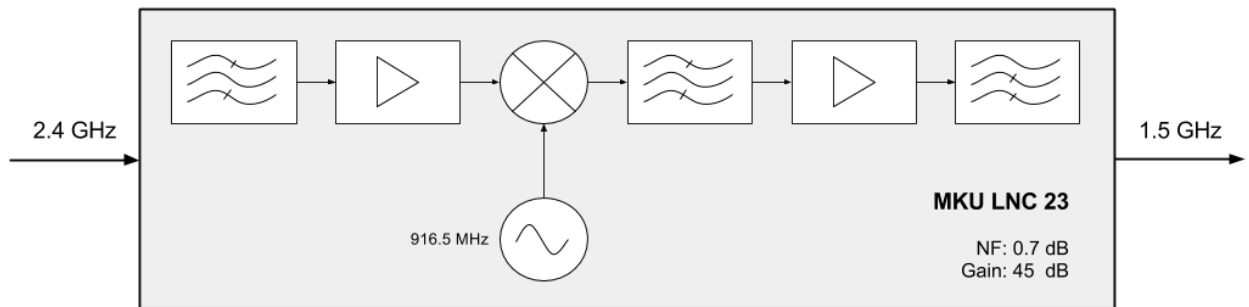 2.4 GHz
1.5 GHz
916.5 MHz
MKU LNC 23
NF: 0.7 dB
Gain: 45  dB